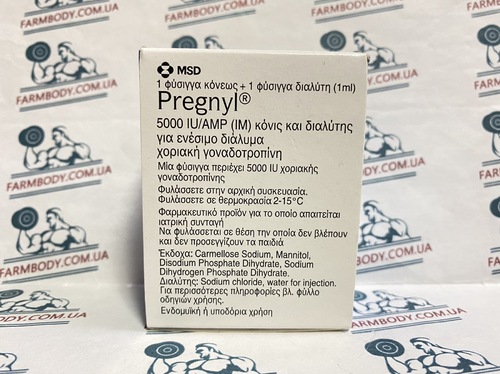 MSD
1 φύσιγγα κόνεως + 1 φύσιγγα διαλύτη (1ml)
Pregnyl®
5000 IU/AMP (IM) κόνις και διαλύτης
για ενέσιμο διάλυμα
χοριακή γοναδοτροπίνη
Μία φύσιγγα περιέχει 5000 IU χοριακής
γοναδοτροπίνης
Φυλάσσετε στην αρχική συσκευασία.
Φυλάσσετε σε θερμοκρασία 2-15°C
Φαρμακευτικό προϊόν για το οποίο απαιτείται
ιατρική συνταγή
Να φυλάσσεται σε θέση την οποία δεν βλέπουν
και δεν προσεγγίζουν τα παιδιά
Έκδοχα: Carmellose Sodium, Mannitol,
Disodium Phosphate Dihydrate, Sodium
Dihydrogen Phosphate Dihydrate.
Διαλύτης: Sodium chloride, water for injection.
Για περισσότερες πληροφορίες βλ. φύλλο
οδηγιών χρήσης.
Ενδομυϊκή ή υποδόρια χρήση
FARMBODY.COM.UA
FARMBODY.COM.UA
FARMBODY.COM.UA
FARMBODY.COM.UA
FARMBODY.COM.UA